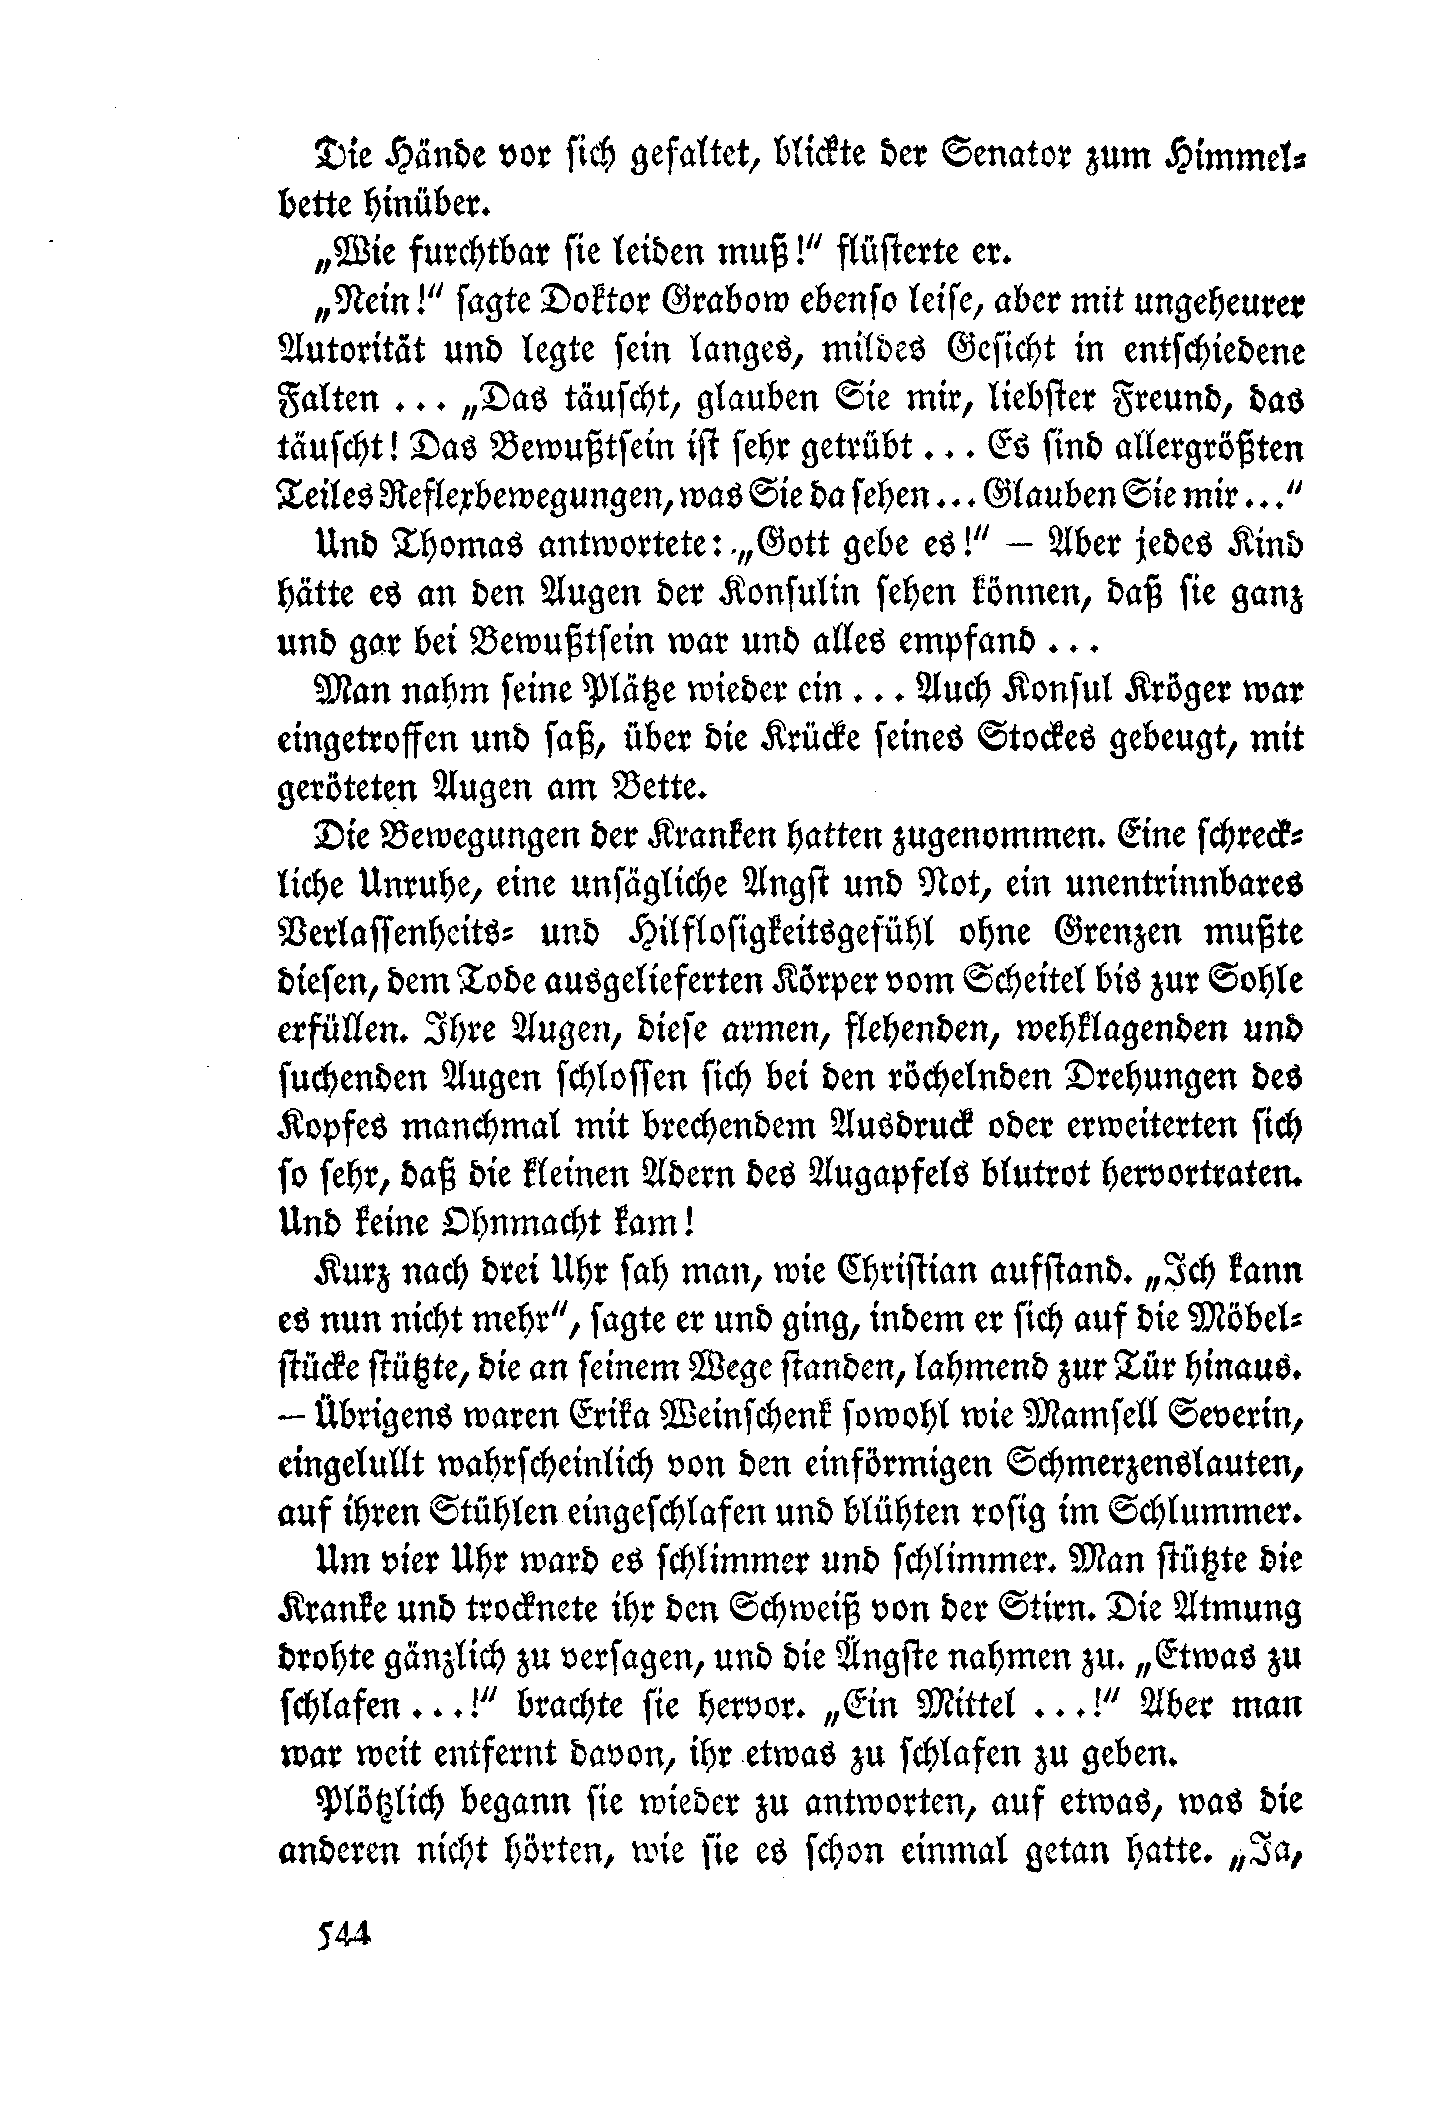 Die Hände vor sich gefaltet, blickte der Senator zum Himmel-
bette hinüber.
„Wie furchtbar sie leiden muß!“ flüsterte er.
„Nein!“ sagte Doktor Grabow ebenso leise, aber mit ungeheurer
Autorität und legte sein langes, mildes Gesicht in entschiedene
Falten ... „Das täuscht, glauben Sie mir, liebster Freund, das
täuscht! Das Bewußtsein ist sehr getrübt ... Es sind allergrößten
Teiles Reflexbewegungen, was Sie da sehen ... Glauben Sie mir ...“
Und Thomas antwortete: „Gott gebe es!“ — Aber jedes Kind
hätte es an den Augen der Konsulin sehen können, daß sie ganz
und gar bei Bewußtsein war und alles empfand ...
Man nahm seine Plätze wieder ein ... Auch Konsul Kröger war
eingetroffen und saß, über die Krücke seines Stockes gebeugt, mit
geröteten Augen am Bette.
Die Bewegungen der Kranken hatten zugenommen. Eine schreck-
liche Unruhe, eine unsägliche Angst und Not, ein unentrinnbares
Verlassenheits- und Hilflosigkeitsgefühl ohne Grenzen mußte
diesen, dem Tode ausgelieferten Körper vom Scheitel bis zur Sohle
erfüllen. Ihre Augen, diese armen, flehenden, wehklagenden und
suchenden Augen schlossen sich bei den röchelnden Drehungen des
Kopfes manchmal mit brechendem Ausdruck oder erweiterten sich
so sehr, daß die kleinen Adern des Augapfels blutrot hervortraten.
Und keine Ohnmacht kam!
Kurz nach drei Uhr sah man, wie Christian aufstand. „Ich kann
es nun nicht mehr“, sagte er und ging, indem er sich auf die Möbel-
stücke stützte, die an seinem Wege standen, lahmend zur Tür hinaus.
— Übrigens waren Erika Weinschenk sowohl wie Mamsell Severin,
eingelullt wahrscheinlich von den einförmigen Schmerzenslauten,
auf ihren Stühlen eingeschlafen und blühten rosig im Schlummer.
Um vier Uhr ward es schlimmer und schlimmer. Man stützte die
Kranke und trocknete ihr den Schweiß von der Stirn. Die Atmung
drohte gänzlich zu versagen, und die Ängste nahmen zu. „Etwas zu
schlafen ...!“ brachte sie hervor. „Ein Mittel ...!“ Aber man
war weit entfernt davon, ihr etwas zu schlafen zu geben.
Plötzlich begann sie wieder zu antworten, auf etwas, was die
anderen nicht hörten, wie sie es schon einmal getan hatte. „Ja,
544